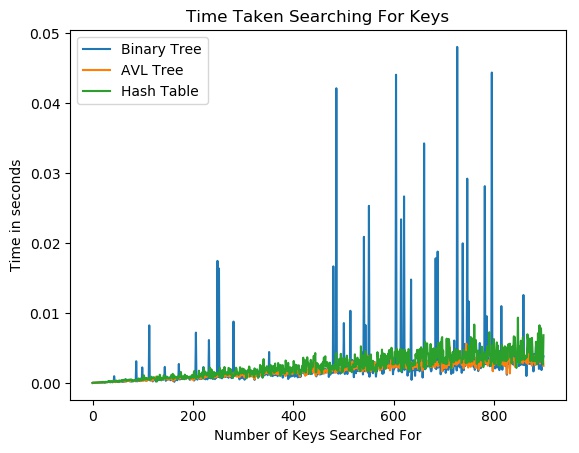 Time Taken Searching For Keys
Binary Tree
AVL Tree
Hash Table
0.05
0.04
0.03
0.02
0.01
0.00
Time in seconds
0 200 400 600 800
Number of Keys Searched For